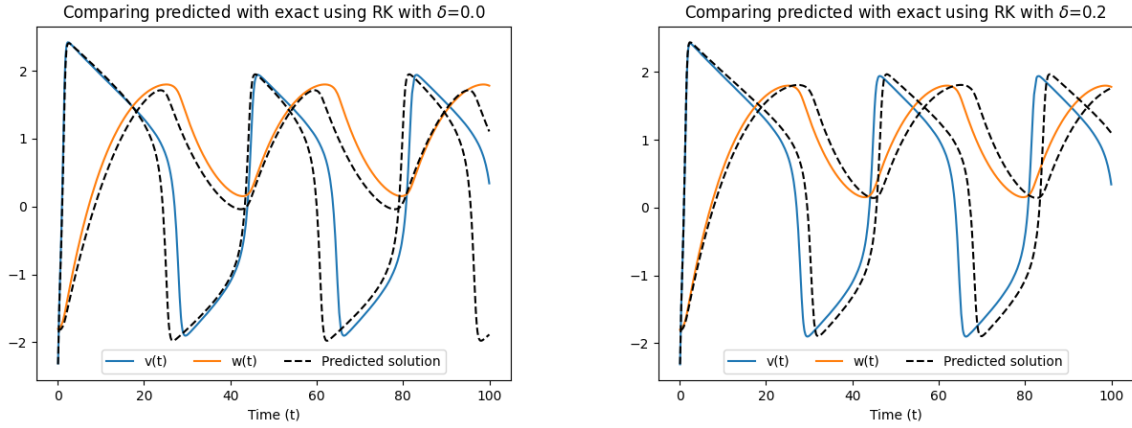 Comparing predicted with exact using RK with δ=0.0
2
1
0
−1
−2
v(t) w(t) Predicted solution
0 20 40 60 80 100
Time (t)
Comparing predicted with exact using RK with δ=0.2
2
1
0
−1
−2
v(t) w(t) Predicted solution
0 20 40 60 80 100
Time (t)